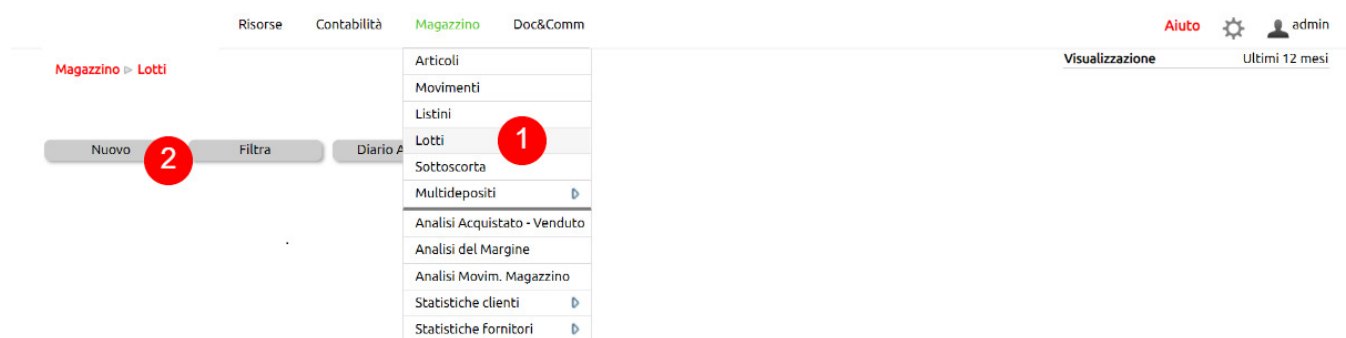 Risorse Contabilità Magazzino Doc&Comm Aiuto admin
Magazzino ▹ Lotti
Visualizzazione Ultimi 12 mesi
Nuovo 2 Filtra Diario A
Articoli
Movimenti
Listini
Lotti 1
Sottoscorta
Multidepositi
Analisi Acquistato - Venduto
Analisi del Margine
Analisi Movim. Magazzino
Statistiche clienti
Statistiche fornitori